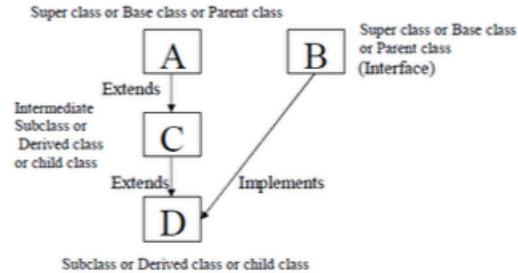 Super class or Base class or Parent class
A
B
Super class or Base class
or Parent class
(Interface)
Extends
Intermediate
Subclass or
Derived class
or child class
C
Extends
Implements
D
Subclass or Derived class or child class